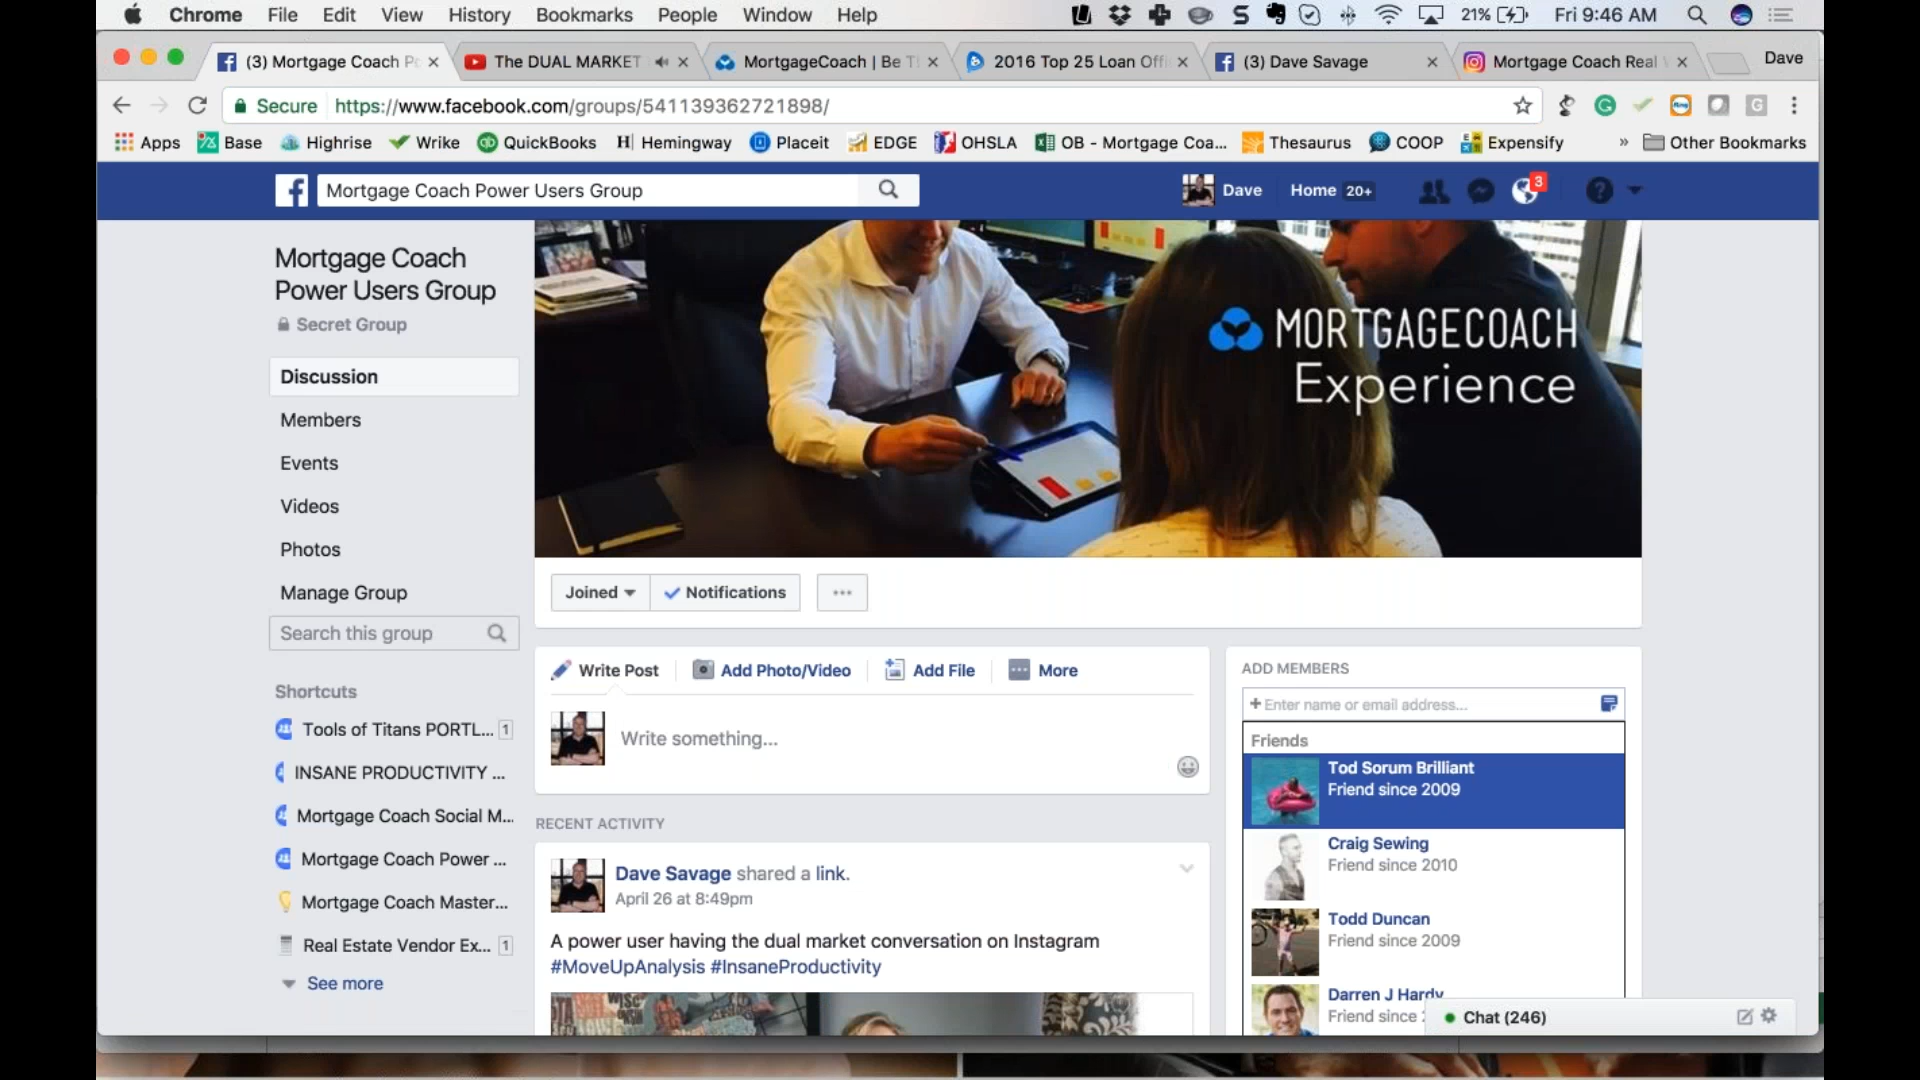 Chrome File Edit View History Bookmarks People Window Help 21% Fri 9:46 AM
(3) Mortgage Coach Po The DUAL MARKET MortgageCoach | Be Th 2016 Top 25 Loan Offi (3) Dave Savage Mortgage Coach Real Dave
Secure https://www.facebook.com/groups/541139362721898/
Apps Base Highrise Wrike QuickBooks Hemingway Placeit EDGE OHSLA OB - Mortgage Coa... Thesaurus COOP Expensify » Other Bookmarks
Mortgage Coach Power Users Group Dave Home 20+ 3
Mortgage Coach
Power Users Group
Secret Group
Discussion
Members
Events
Videos
Photos
Manage Group
Search this group
Shortcuts
Tools of Titans PORTL... 1
INSANE PRODUCTIVITY ...
Mortgage Coach Social M...
Mortgage Coach Power ...
Mortgage Coach Master...
Real Estate Vendor Ex... 1
See more
MORTGAGECOACH
Experience
Joined Notifications ...
Write Post Add Photo/Video Add File More
Write something...
RECENT ACTIVITY
Dave Savage shared a link.
April 26 at 8:49pm
A power user having the dual market conversation on Instagram
#MoveUpAnalysis #InsaneProductivity
ADD MEMBERS
+ Enter name or email address...
Friends
Tod Sorum Brilliant
Friend since 2009
Craig Sewing
Friend since 2010
Todd Duncan
Friend since 2009
Darren J Hardy
Friend since
Chat (246)